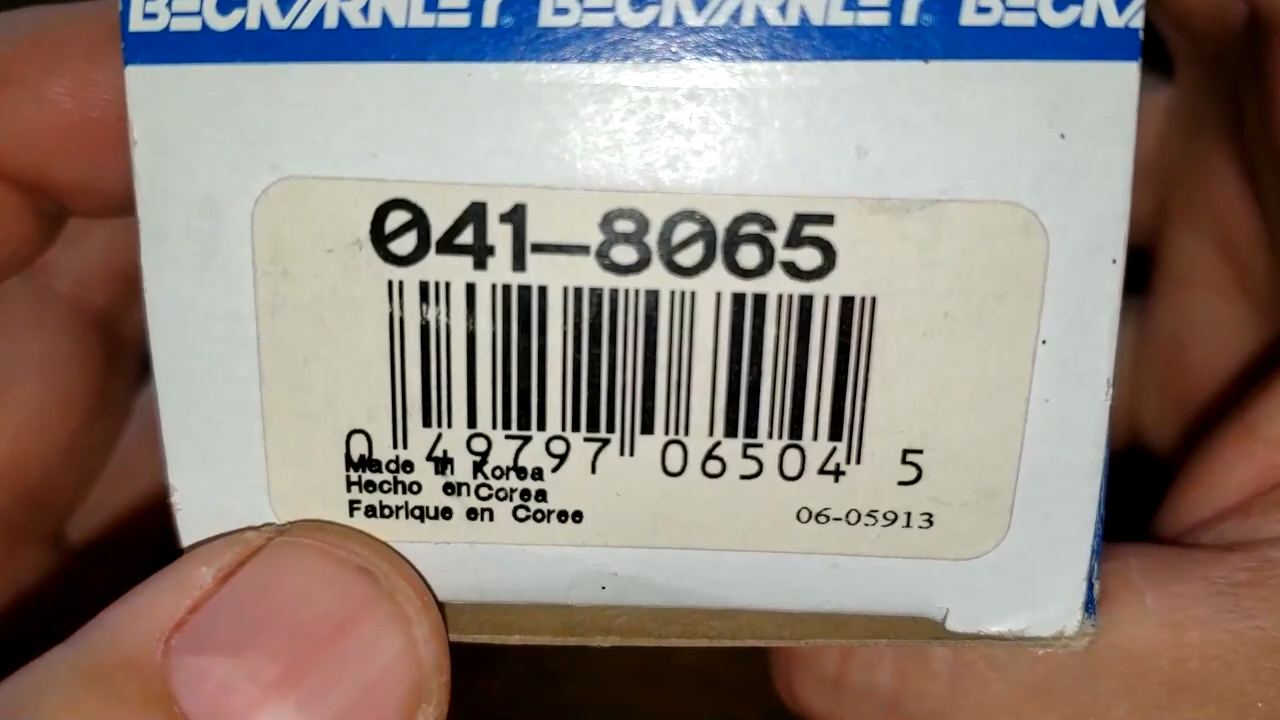 BECK/ARNLEY BECK/ARNLEY BECK/A
041-8065
0 49797 06504 5
Made in Korea
Hecho en Corea
Fabrique en Coree
06-05913